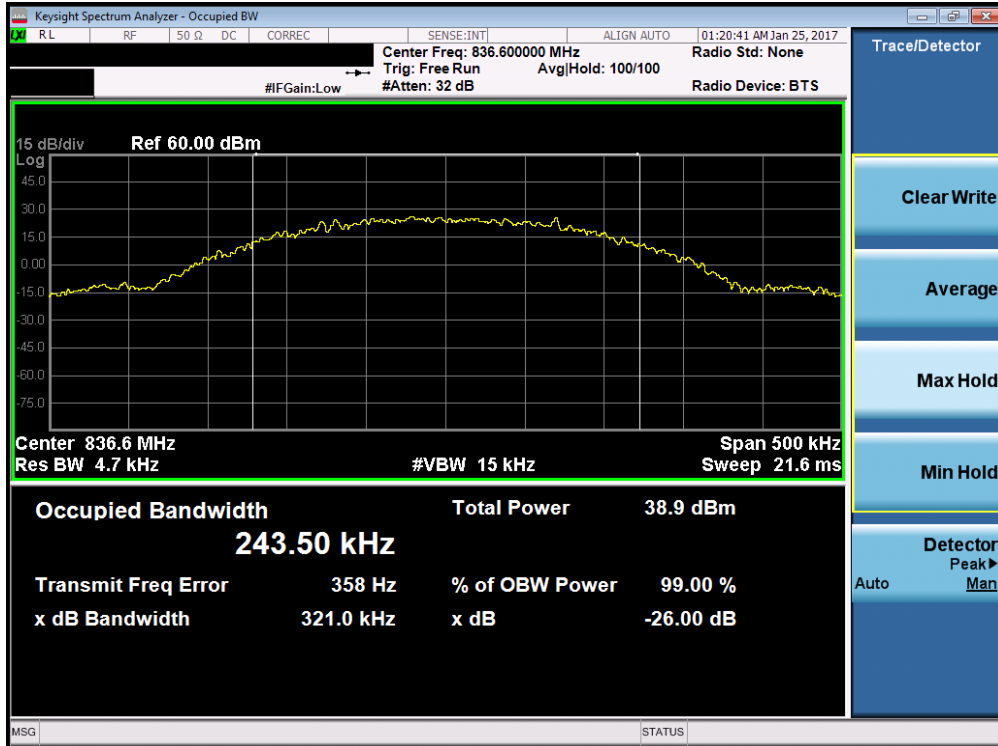 Keysight Spectrum Analyzer - Occupied BW
LXI RL RF 50 Ω DC CORREC SENSE:INT ALIGN AUTO 01:20:41 AM Jan 25, 2017
Center Freq: 836.600000 MHz Radio Std: None
Trig: Free Run Avg|Hold: 100/100
#IFGain:Low #Atten: 32 dB Radio Device: BTS
15 dB/div Ref 60.00 dBm
Log
45.0
30.0
15.0
0.00
-15.0
-30.0
-45.0
-60.0
-75.0
Center 836.6 MHz Span 500 kHz
Res BW 4.7 kHz #VBW 15 kHz Sweep 21.6 ms
Occupied Bandwidth Total Power 38.9 dBm
243.50 kHz
Transmit Freq Error 358 Hz % of OBW Power 99.00 %
x dB Bandwidth 321.0 kHz x dB -26.00 dB
MSG STATUS
Trace/Detector
Clear Write
Average
Max Hold
Min Hold
Detector
Peak▶
Auto Man